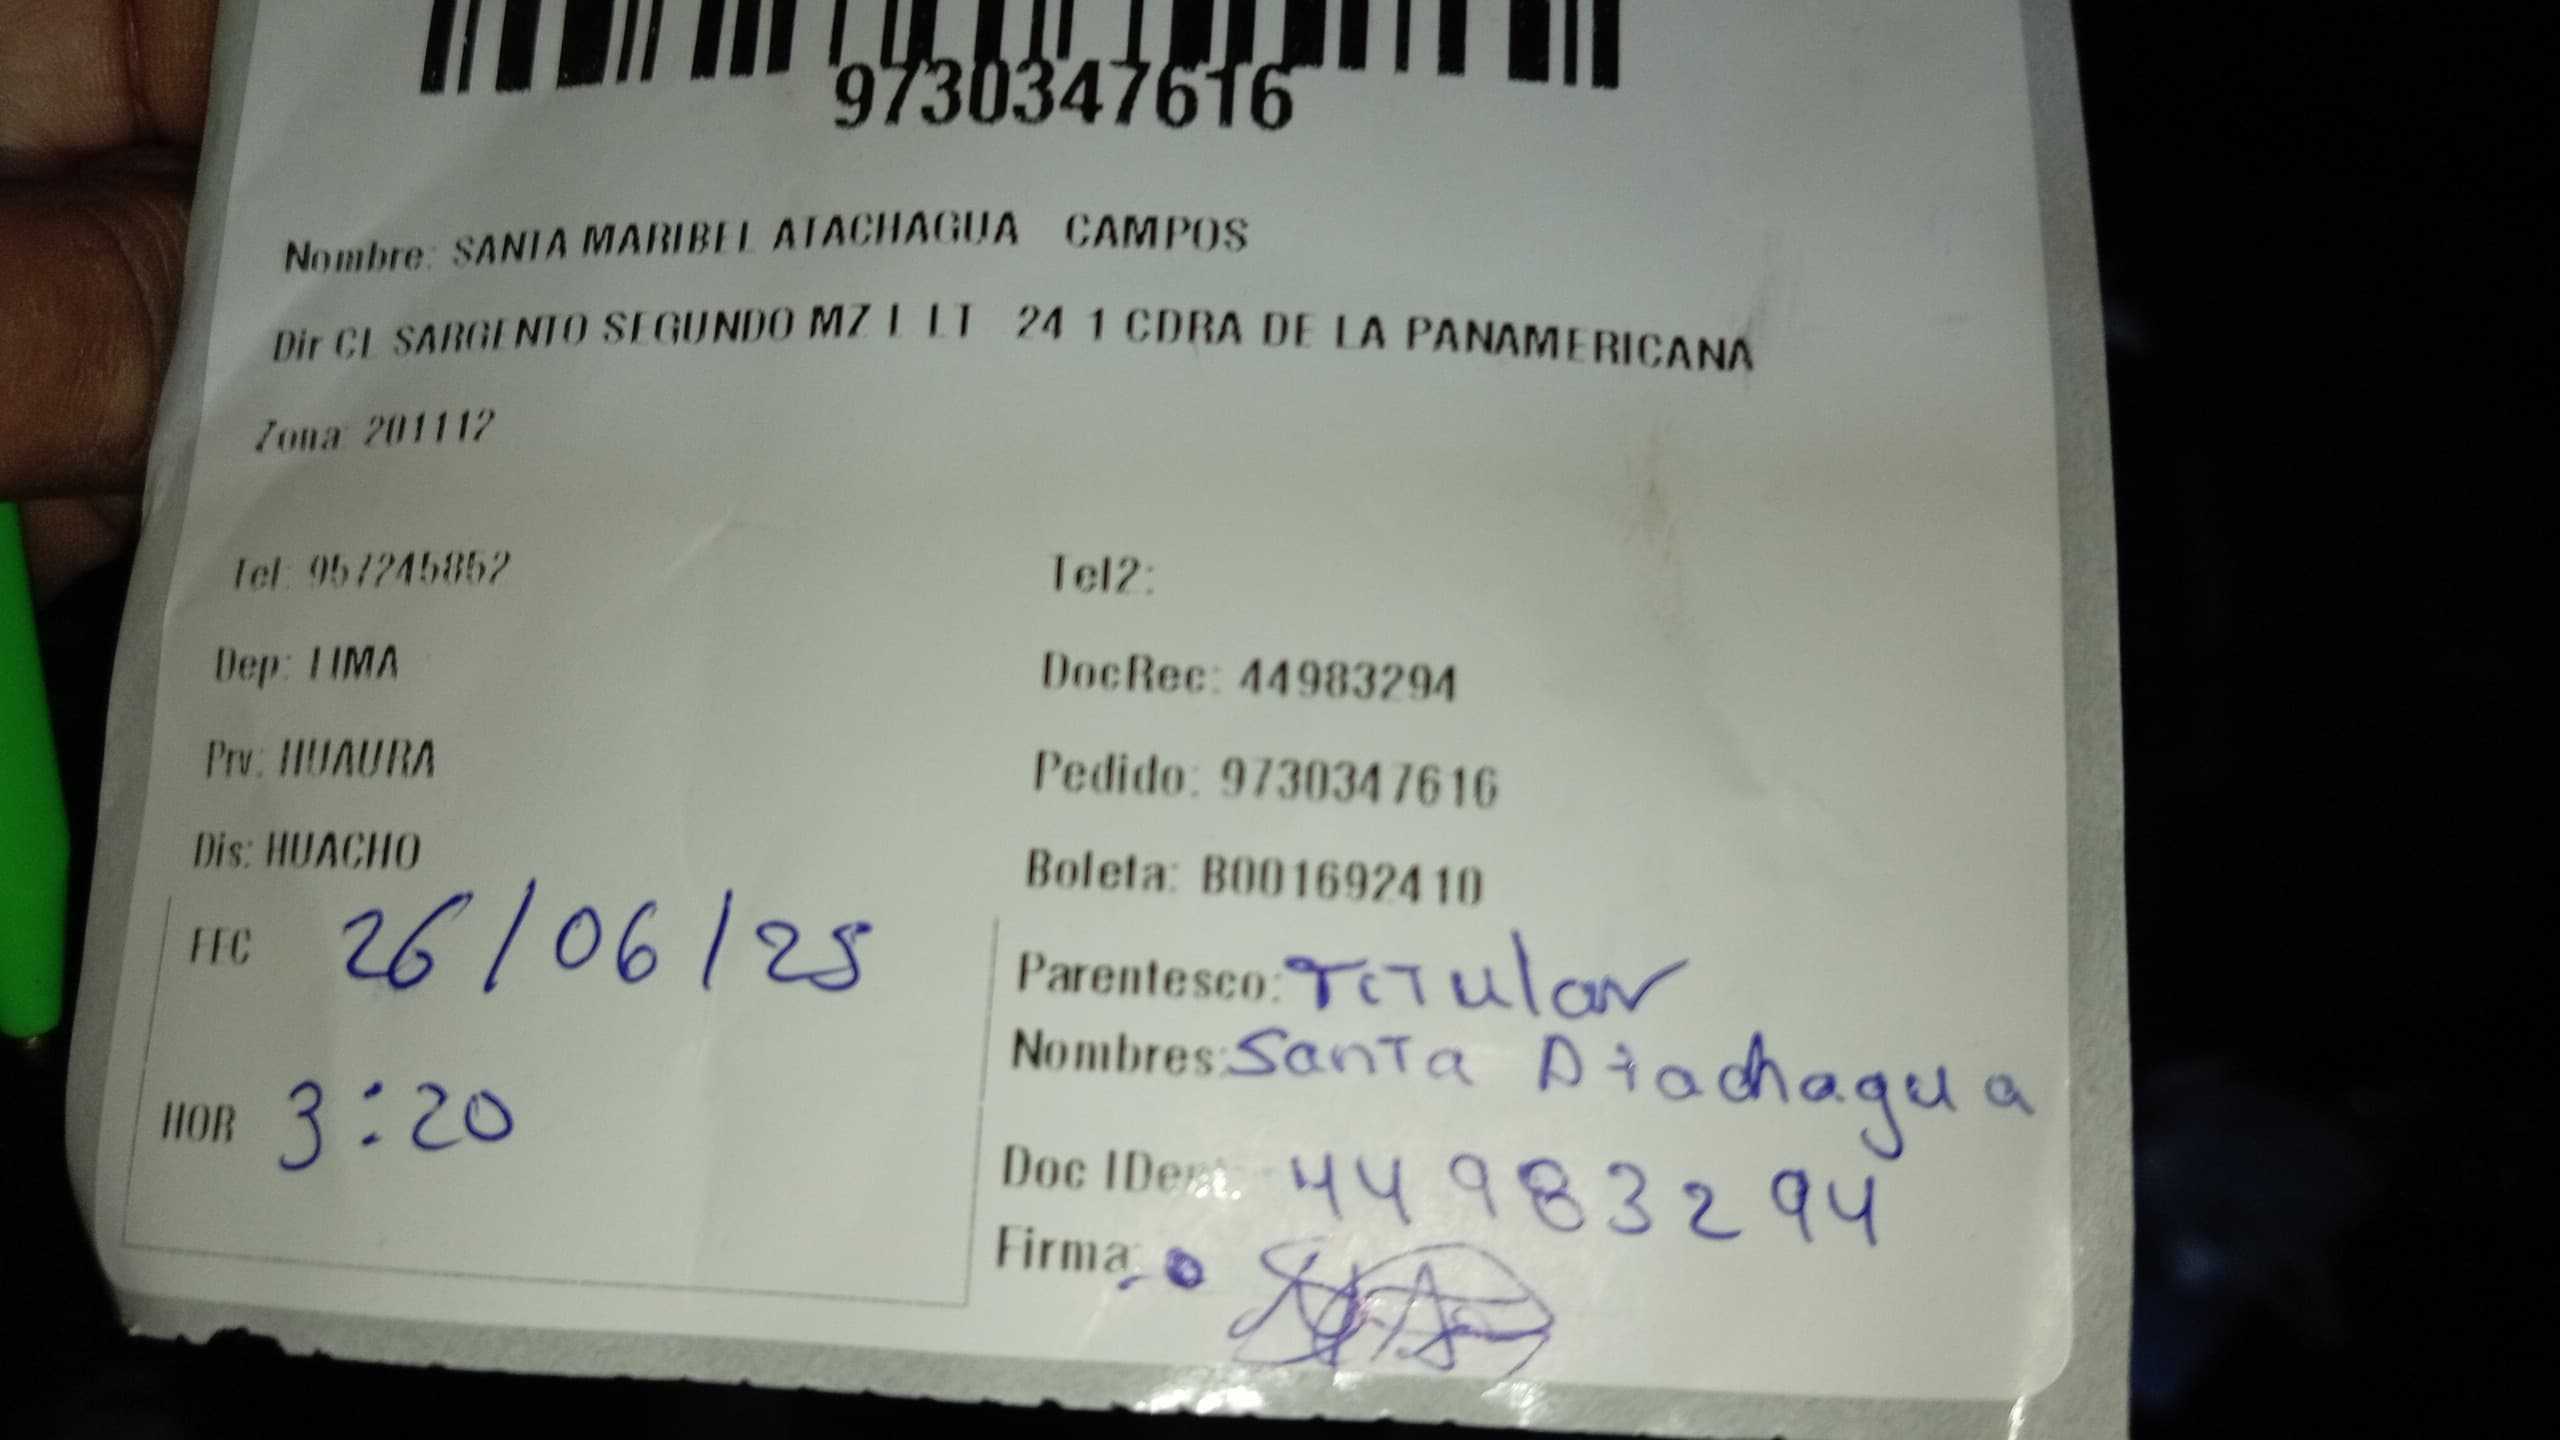 9730347616
Nombre: SANTA MARIBEL ATACHAGUA CAMPOS
Dir CL SARGENTO SEGUNDO MZ L LT 24 1 CDRA DE LA PANAMERICANA
Zona: 201112
Tel: 957245852 Tel2:
Dep: LIMA DocRec: 44983294
Prv: HUAURA Pedido: 9730347616
Dis: HUACHO Boleta: B001692410
FFC 26/06/25
Parentesco: Titular
Nombres: Santa Atachagua
HOR 3:20
Doc IDent: 44983294
Firma: